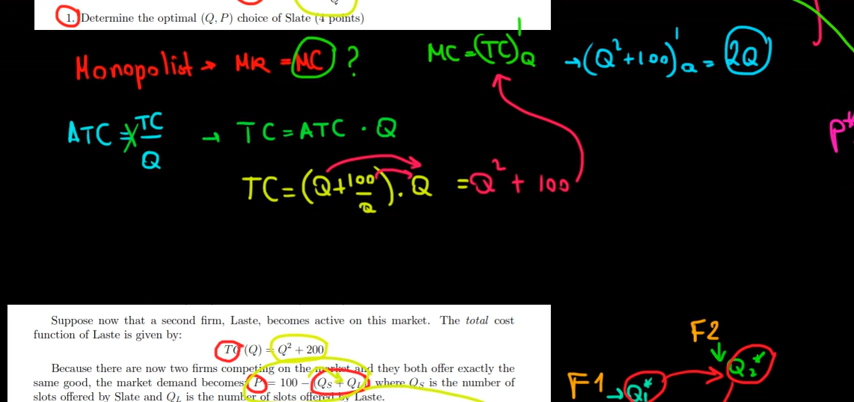 1. Determine the optimal (Q, P) choice of Slate (4 points)
Monopolist → MR = MC ?
MC = (TC)'Q → (Q² + 100)'Q = 2Q
ATC = TC/Q → TC = ATC · Q
TC = (Q + 100/Q) · Q = Q² + 100
P*
Suppose now that a second firm, Laste, becomes active on this market. The total cost
function of Laste is given by:
TC(Q) = Q² + 200
Because there are now two firms competing on the market and they both offer exactly the
same good, the market demand becomes P = 100 − (QS + QL), where QS is the number of
slots offered by Slate and QL is the number of slots offered by Laste.
F2
Q2*
F1 → Q1*